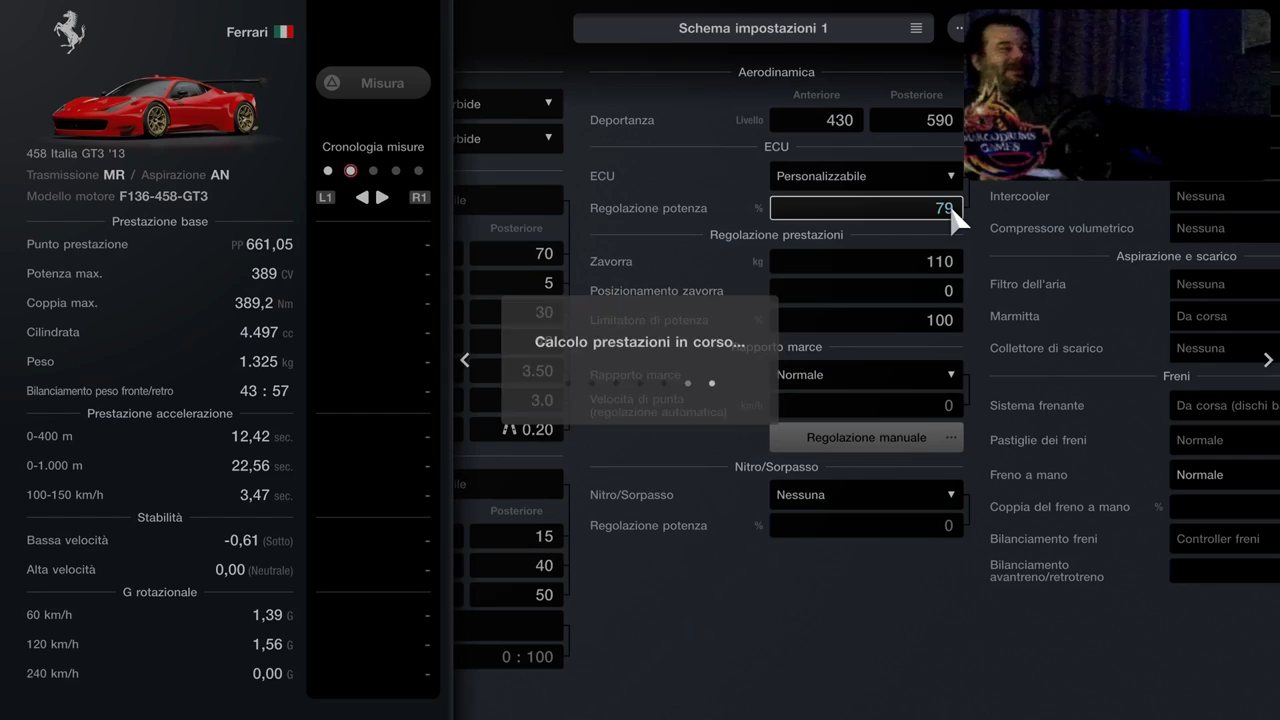 Ferrari
458 Italia GT3 '13
Trasmissione MR / Aspirazione AN
Modello motore F136-458-GT3
Prestazione base
Punto prestazione PP 661,05
Potenza max. 389 CV
Coppia max. 389,2 Nm
Cilindrata 4.497 cc
Peso 1.325 kg
Bilanciamento peso fronte/retro 43 : 57
Prestazione accelerazione
0-400 m 12,42 sec.
0-1.000 m 22,56 sec.
100-150 km/h 3,47 sec.
Stabilità
Bassa velocità -0,61 (Sotto)
Alta velocità 0,00 (Neutrale)
G rotazionale
60 km/h 1,39 G
120 km/h 1,56 G
240 km/h 0,00 G
Misura
Cronologia misure
L1 R1
Schema impostazioni 1
Posteriore
70
5
30
3.50
3.0
0.20
Posteriore
15
40
50
0 : 100
Aerodinamica
Anteriore Posteriore
Deportanza Livello 430 590
ECU
ECU Personalizzabile
Regolazione potenza % 79
Regolazione prestazioni
Zavorra kg 110
Posizionamento zavorra 0
Limitatore di potenza % 100
Calcolo prestazioni in corso...
Rapporto marce
Rapporto marce Normale
Velocità di punta
(regolazione automatica) km/h 0
Regolazione manuale
Nitro/Sorpasso
Nitro/Sorpasso Nessuna
Regolazione potenza % 0
MARCODRUMS
GAMES
Intercooler Nessuna
Compressore volumetrico Nessuna
Aspirazione e scarico
Filtro dell'aria Nessuna
Marmitta Da corsa
Collettore di scarico Nessuna
Freni
Sistema frenante Da corsa (dischi b
Pastiglie dei freni Normale
Freno a mano Normale
Coppia del freno a mano %
Bilanciamento freni Controller freni
Bilanciamento
avantreno/retrotreno